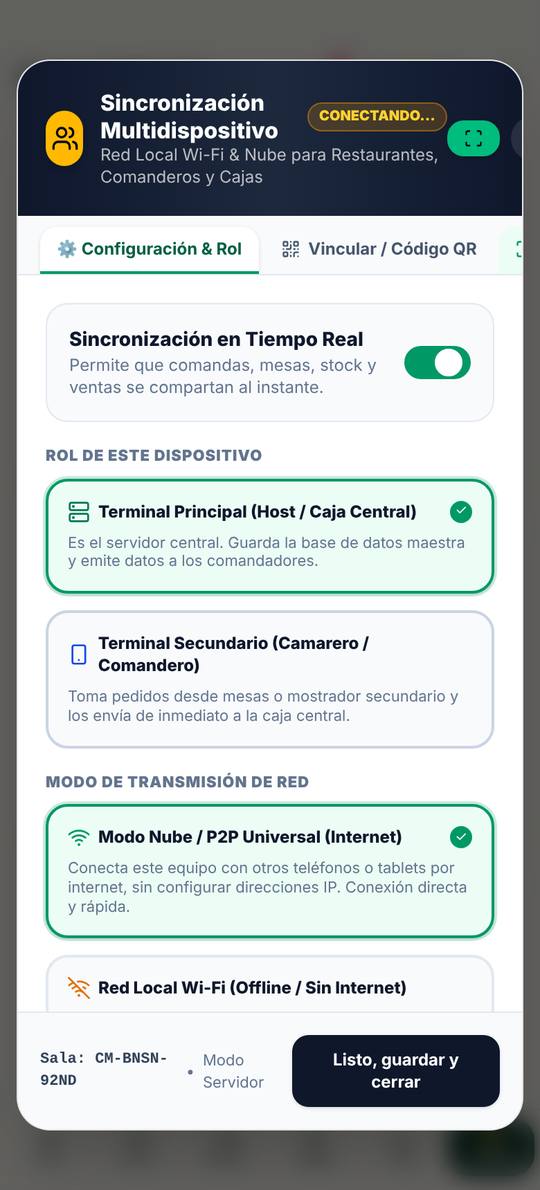 Sincronización
Multidispositivo
CONECTANDO...
Red Local Wi-Fi & Nube para Restaurantes,
Comanderos y Cajas
⚙️ Configuración & Rol
Vincular / Código QR
Sincronización en Tiempo Real
Permite que comandas, mesas, stock y
ventas se compartan al instante.
ROL DE ESTE DISPOSITIVO
Terminal Principal (Host / Caja Central)
Es el servidor central. Guarda la base de datos maestra
y emite datos a los comandadores.
Terminal Secundario (Camarero /
Comandero)
Toma pedidos desde mesas o mostrador secundario y
los envía de inmediato a la caja central.
MODO DE TRANSMISIÓN DE RED
Modo Nube / P2P Universal (Internet)
Conecta este equipo con otros teléfonos o tablets por
internet, sin configurar direcciones IP. Conexión directa
y rápida.
Red Local Wi-Fi (Offline / Sin Internet)
Sala: CM-BNSN-
92ND
• Modo
Servidor
Listo, guardar y
cerrar